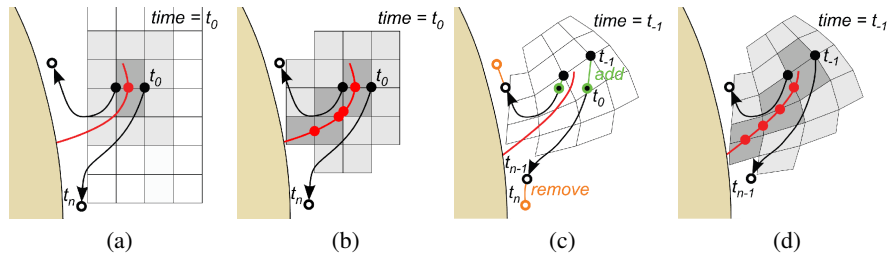 time = t0
t0
tn
(a)
time = t0
t0
tn
(b)
time = t-1
t-1
add
t0
tn-1
tn
remove
(c)
time = t-1
t-1
tn-1
(d)